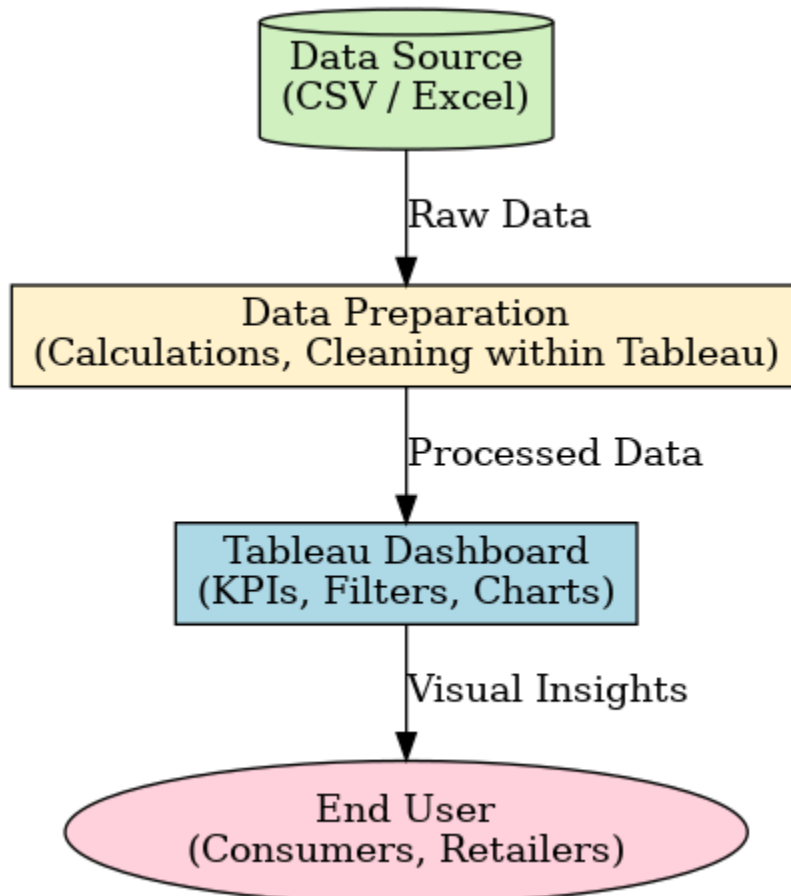 Data Source
(CSV / Excel)
Raw Data
Data Preparation
(Calculations, Cleaning within Tableau)
Processed Data
Tableau Dashboard
(KPIs, Filters, Charts)
Visual Insights
End User
(Consumers, Retailers)